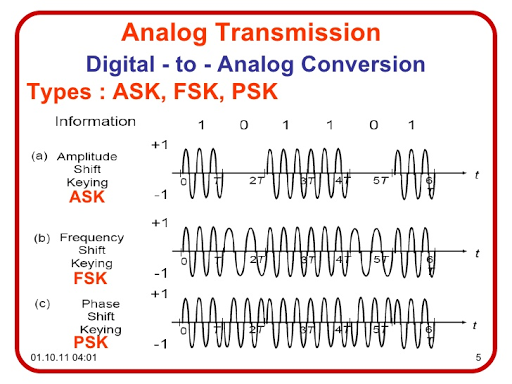 Analog Transmission
Digital - to - Analog Conversion
Types : ASK, FSK, PSK
Information 1 0 1 1 0 1
+1
(a) Amplitude
Shift
Keying
ASK
0 T 2T 3T 4T 5T 6T t
-1
+1
(b) Frequency
Shift
Keying
FSK
0 T 2T 3T 4T 5T 6T t
-1
+1
(c) Phase
Shift
Keying
PSK
0 T 2T 3T 4T 5T 6T t
-1
01.10.11 04:01 5